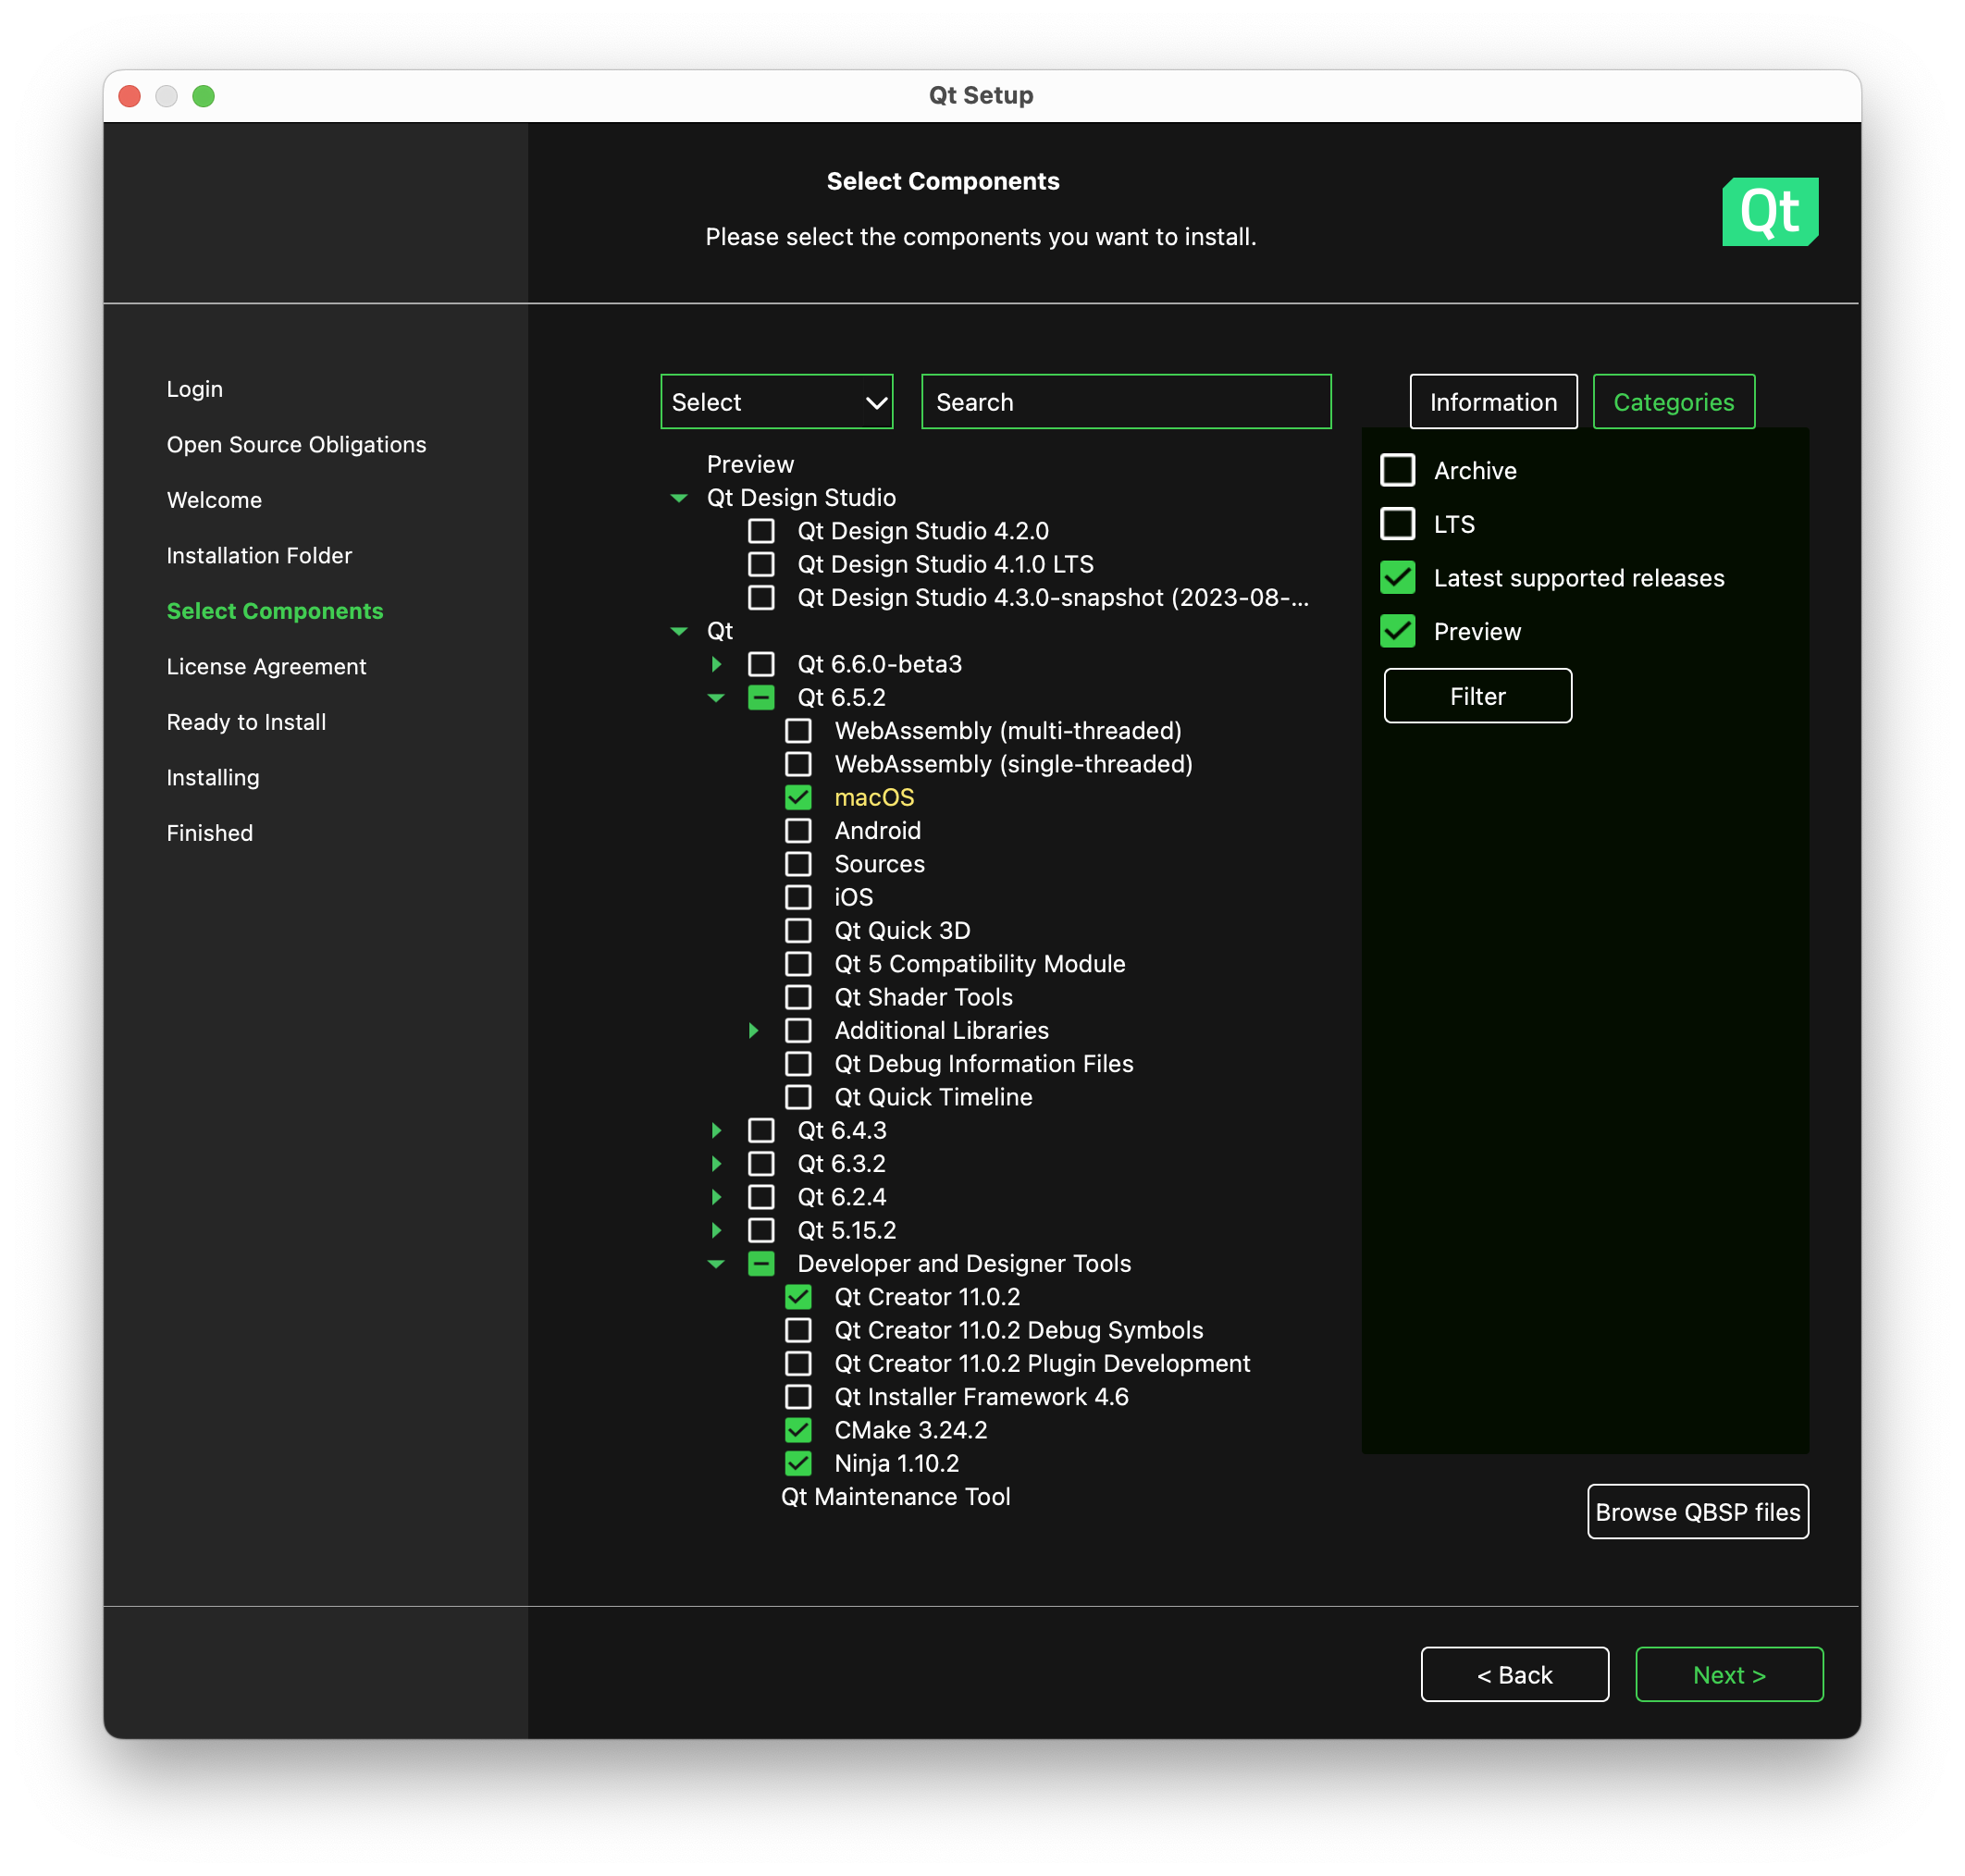 Qt Setup
Select Components
Please select the components you want to install.
Qt
Login
Open Source Obligations
Welcome
Installation Folder
Select Components
License Agreement
Ready to Install
Installing
Finished
Select
Search
Information
Categories
Preview
Qt Design Studio
Qt Design Studio 4.2.0
Qt Design Studio 4.1.0 LTS
Qt Design Studio 4.3.0-snapshot (2023-08-...
Qt
Qt 6.6.0-beta3
Qt 6.5.2
WebAssembly (multi-threaded)
WebAssembly (single-threaded)
macOS
Android
Sources
iOS
Qt Quick 3D
Qt 5 Compatibility Module
Qt Shader Tools
Additional Libraries
Qt Debug Information Files
Qt Quick Timeline
Qt 6.4.3
Qt 6.3.2
Qt 6.2.4
Qt 5.15.2
Developer and Designer Tools
Qt Creator 11.0.2
Qt Creator 11.0.2 Debug Symbols
Qt Creator 11.0.2 Plugin Development
Qt Installer Framework 4.6
CMake 3.24.2
Ninja 1.10.2
Qt Maintenance Tool
Archive
LTS
Latest supported releases
Preview
Filter
Browse QBSP files
< Back
Next >